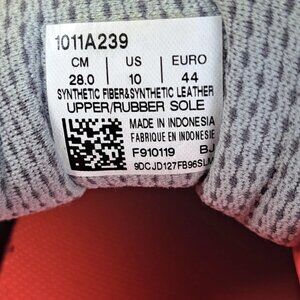 1011A239
CM US EURO
28.0 10 44
SYNTHETIC FIBER&SYNTHETIC LEATHER
UPPER/RUBBER SOLE
MADE IN INDONESIA
FABRIQUE EN INDONESIE
F910119 BJ
9DCJD127FB96SLM